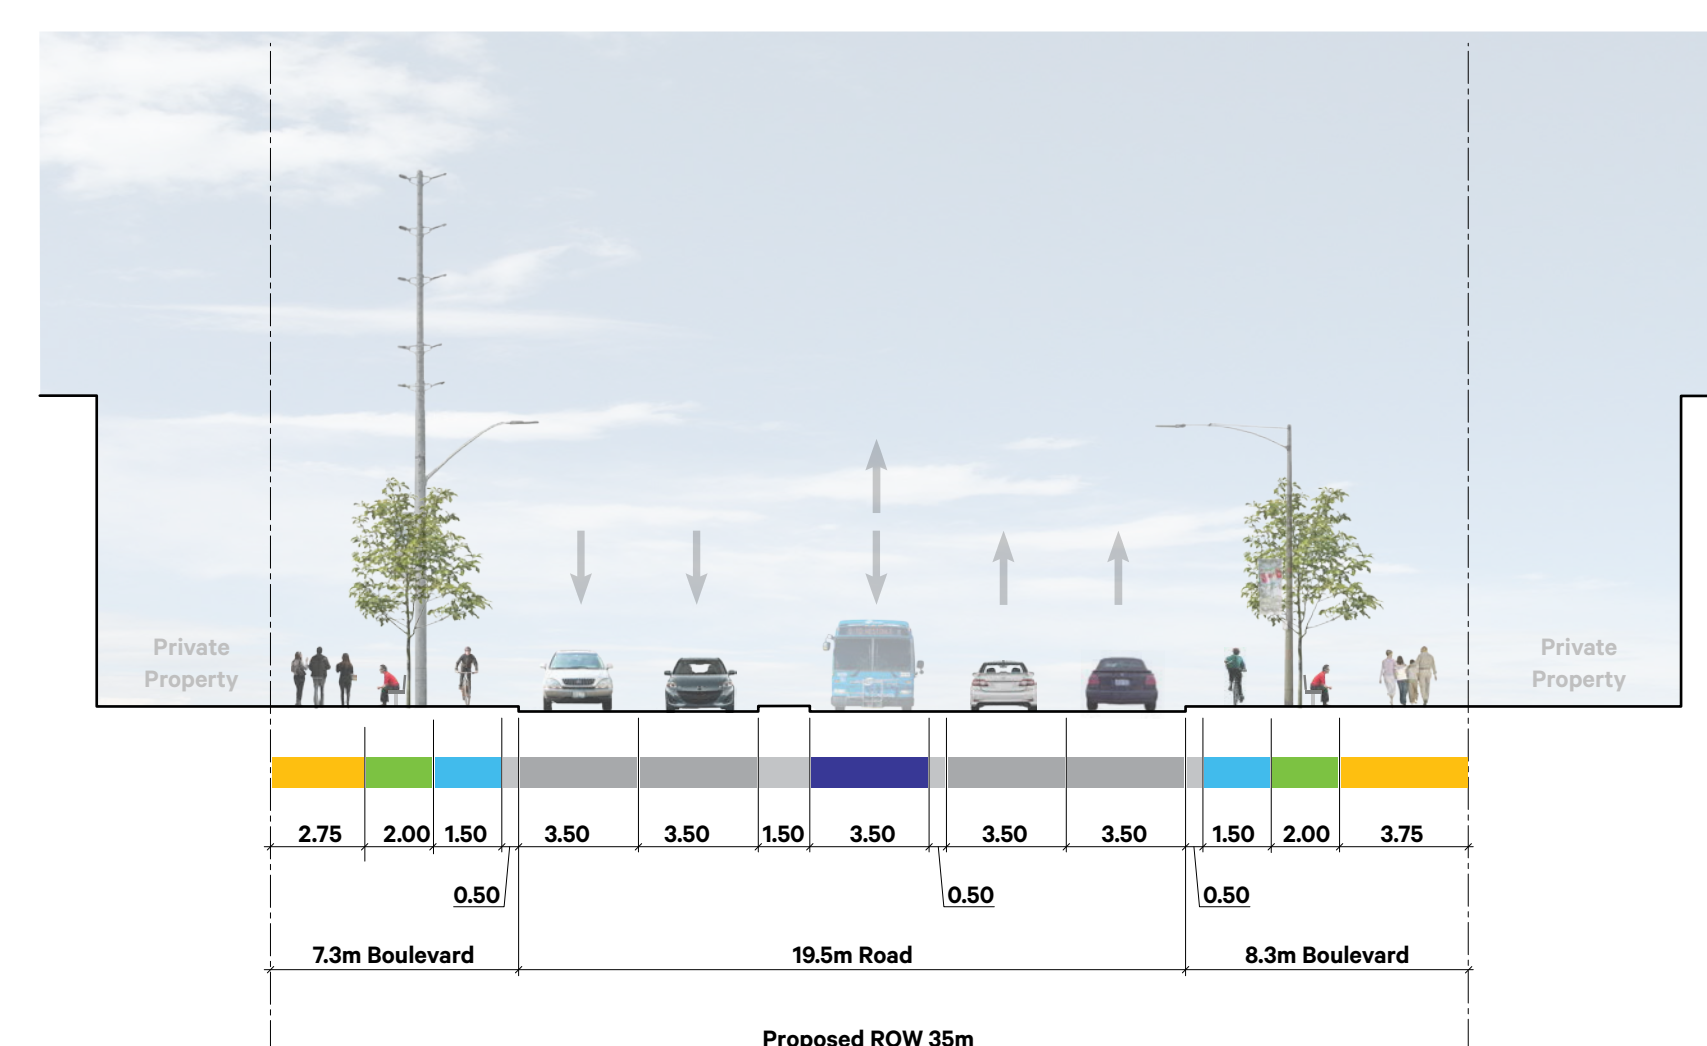 Private
Property
Private
Property
2.75 2.00 1.50 3.50 3.50 1.50 3.50 3.50 3.50 1.50 2.00 3.75
0.50 0.50 0.50
7.3m Boulevard 19.5m Road 8.3m Boulevard
Proposed ROW 35m